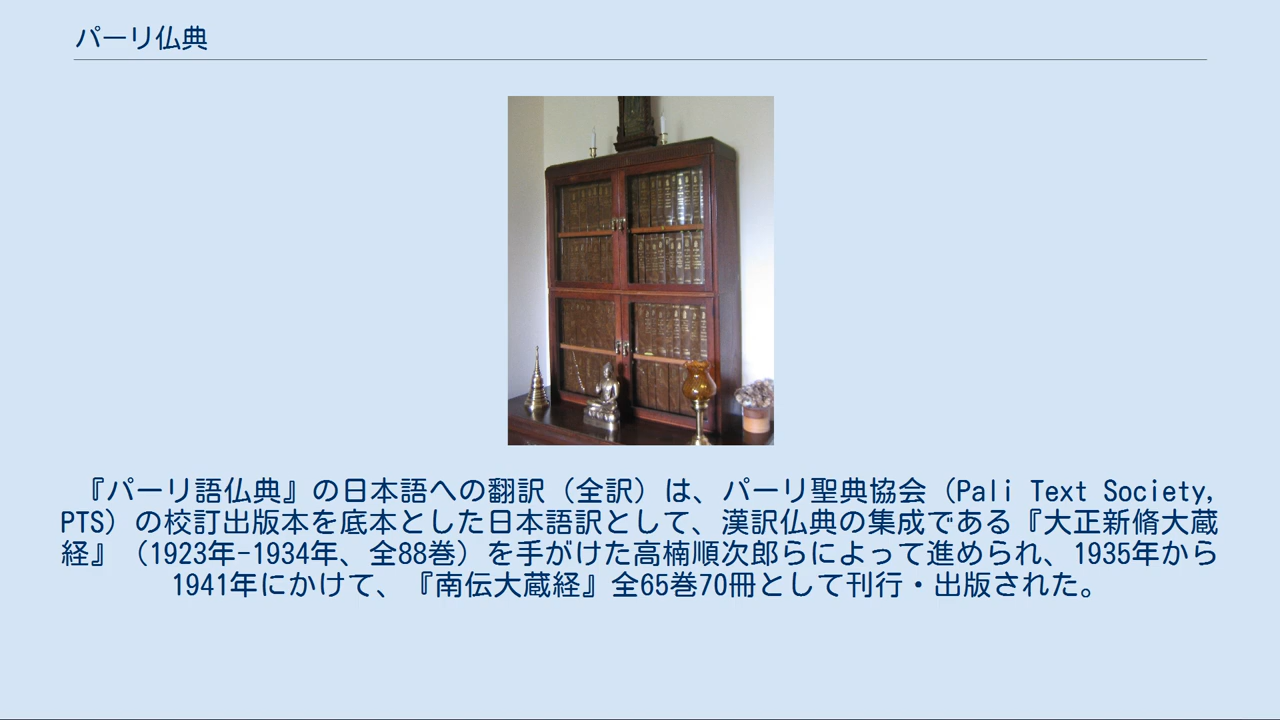 パーリ仏典
『パーリ語仏典』の日本語への翻訳（全訳）は、パーリ聖典協会（Pali Text Society,
PTS）の校訂出版本を底本とした日本語訳として、漢訳仏典の集成である『大正新脩大蔵
経』（1923年-1934年、全88巻）を手がけた高楠順次郎らによって進められ、1935年から
1941年にかけて、『南伝大蔵経』全65巻70冊として刊行・出版された。